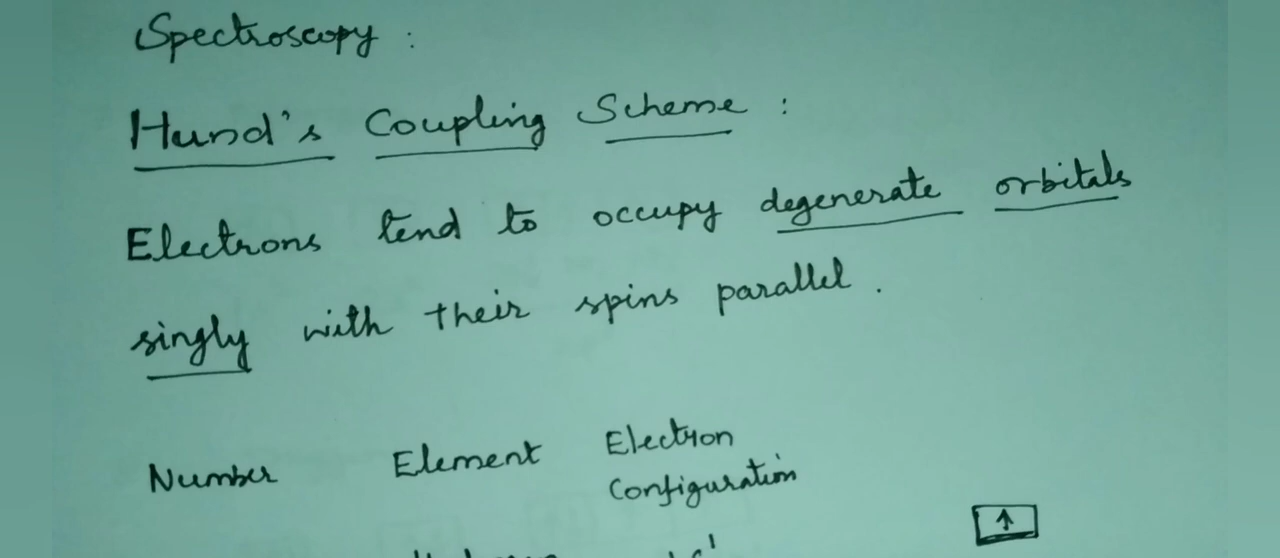 Spectroscopy :
Hund's Coupling Scheme :
Electrons tend to occupy degenerate orbitals
singly with their spins parallel .
Number Element Electron
Configuration
↑